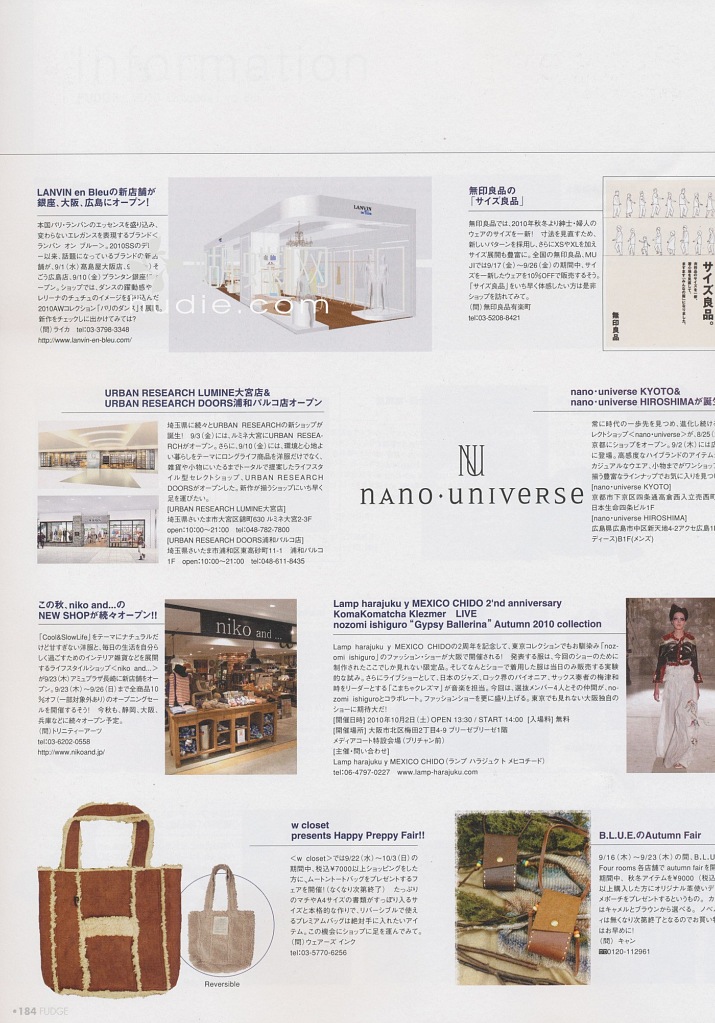 Information
LANVIN en Bleuの新店舗が
銀座、大阪、広島にオープン!
本国パリ・ランバンのエッセンスを盛り込み、
変わらないエレガンスを表現するブランド<
ランバン オン ブルー>。2010SSのデビ
ュー以来、話題になっているブランドの新
舗が、9/1(水)高島屋大阪店、
ごう広島店、9/10(金)プランタン銀座に
ープン。ショップでは、ダンスの躍動感や
レリーナのチュチュのイメージを
2010AWコレクション「パリのダンス」を
新作をチェックしに出かけてみては?
(問)ライカ tel:03-3798-3348
http://www.lanvin-en-bleu.com/
LANVIN
en Bleu
udie.com
無印良品の
「サイズ良品」
無印良品では、2010年秋冬より紳士・婦人
のウェアのサイズを一新! 寸法を見直すため、
新しいパターンを採用し、さらにXSやXLを加え
サイズ展開も豊富に。全国の無印良品、MU
JIでは9/17(金)〜9/26(金)の期間中、サイ
ズを一新したウェアを10%OFFで販売するそう。
「サイズ良品」をいち早く体感したい方は是非
ショップを訪れてみて。
(問)無印良品有楽町
tel:03-5208-8421
サイズ良品。
無印良品
URBAN RESEARCH LUMINE大宮店&
URBAN RESEARCH DOORS浦和パルコ店オープン
埼玉県に続々とURBAN RESEARCHの新ショップが
誕生! 9/3(金)には、ルミネ大宮にURBAN RESEA-
RCHがオープン。さらに、9/10(金)には、環境と心地よ
い暮らしをテーマにロングライフ商品を洋服だけでなく、
雑貨や小物にいたるまでトータルで提案したライフスタ
イル型セレクトショップ、URBAN RESEARCH
DOORSがオープンした。新作が揃うショップにいち早く
足を運びたい。
[URBAN RESEARCH LUMINE大宮店]
埼玉県さいたま市大宮区錦町630 ルミネ大宮2-3F
open:10:00〜21:00 tel:048-782-7800
[URBAN RESEARCH DOORS浦和パルコ店]
埼玉県さいたま市浦和区東高砂町11-1 浦和パルコ
1F open:10:00〜21:00 tel:048-611-8435
nano・universe
nano・universe KYOTO&
nano・universe HIROSHIMAが誕生
常に時代の一歩先を見つめ、進化し続ける
レクトショップ<nano・universe>が、8/25(
京都にショップをオープン。9/2(木)には広
に登場。高感度なハイブランドのアイテム、
カジュアルなウエア、小物までがワンショップ
揃う豊富なラインナップでお気に入りを見つけ
[nano・universe KYOTO]
京都市下京区四条通高倉西入立売西町
日本生命四条ビル1F
[nano・universe HIROSHIMA]
広島県広島市中区新天地4-2アクセ広島1F
ディース)B1F(メンズ)
この秋、niko and...の
NEW SHOPが続々オープン!!
「Cool&SlowLife」をテーマにナチュラルだ
けど甘すぎない洋服と、毎日の生活を自分ら
しく過ごすためのインテリア雑貨などを展開
するライフスタイルショップ<niko and...>
が9/23(木)アミュプラザ長崎に新店舗をオー
プン。9/23(木)〜9/26(日)まで全商品10
%オフ(一部対象外あり)のオープニングセー
ルを開催するそう! 今秋も、静岡、大阪、
兵庫などに続々オープン予定。
(問)トリニティーアーツ
tel:03-6202-0558
http://www.nikoand.jp/
niko and ...
Lamp harajuku y MEXICO CHIDO 2'nd anniversary
KomaKomatcha Klezmer LIVE
nozomi ishiguro "Gypsy Ballerina" Autumn 2010 collection
Lamp harajuku y MEXICO CHIDOの2周年を記念して、東京コレクションでもお馴染み「noz-
omi ishiguro」のファッション・ショーが大阪で開催される! 発表する服は、今回のショーのために
制作されたここでしか見れない限定品。そしてなんとショーで着用した服は当日のみ販売する実験
的な試み。さらにライブショーとして、日本のジャズ、ロック界のパイオニア、サックス奏者の梅津和
時をリーダーとする「こまちゃクレズマ」が音楽を担当。今回は、選抜メンバー4人とその仲間が、no-
zomi ishiguroとコラボレート。ファッションショーを更に盛り上げる。東京でも見れない大阪独自の
ショーに期待大だ!
[開催日時]2010年10月2日(土)OPEN 13:30 / START 14:00 [入場料]無料
[開催場所]大阪市北区梅田2丁目4-9 ブリーゼブリーゼ1階
メディアコート特設会場(ブリチャン前)
[主催・問い合わせ]
Lamp harajuku y MEXICO CHIDO(ランプ ハラジュクト メヒコチード)
tel:06-4797-0227 www.lamp-harajuku.com
w closet
presents Happy Preppy Fair!!
<w closet>では9/22(水)〜10/3(日)の
期間中、税込¥7000以上ショッピングをした
方に、ムートントートバッグをプレゼントするフ
ェアを開催!(なくなり次第終了) たっぷり
のマチやA4サイズの書類がすっぽり入るサ
イズと本格的な作りで、リバーシブルで使え
るプレミアムバッグは絶対手に入れたいアイ
テム。この機会にショップに足を運んでみて。
(問)ウェアーズ インク
tel:03-5770-6256
Reversible
B.L.U.E.のAutumn Fair
9/16(木)〜9/23(木)の間、B.L.U
Four rooms 各店舗で autumn fairを開
期間中、秋冬アイテムを¥9000(税込
以上購入した方にオリジナル革使いデ
メポーチをプレゼントするというもの。カ
はキャメルとブラウンから選べる。ノベル
ィは無くなり次第終了となるのでお買い
はお早めに!
(問)キャン
0120-112961
•184 FUDGE